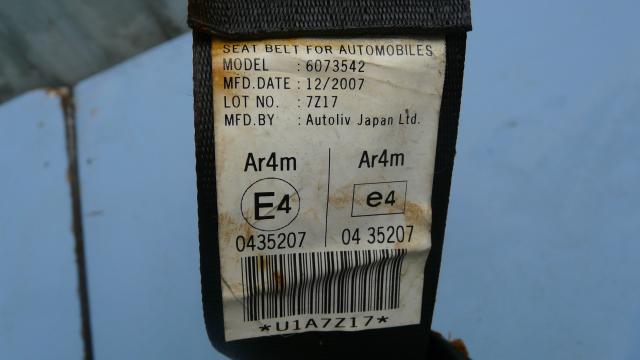 SEAT BELT FOR AUTOMOBILES
MODEL : 6073542
MFD.DATE : 12/2007
LOT NO. : 7Z17
MFD.BY : Autoliv Japan Ltd.
Ar4m Ar4m
E4 e4
0435207 04 35207
*U1A7Z17*